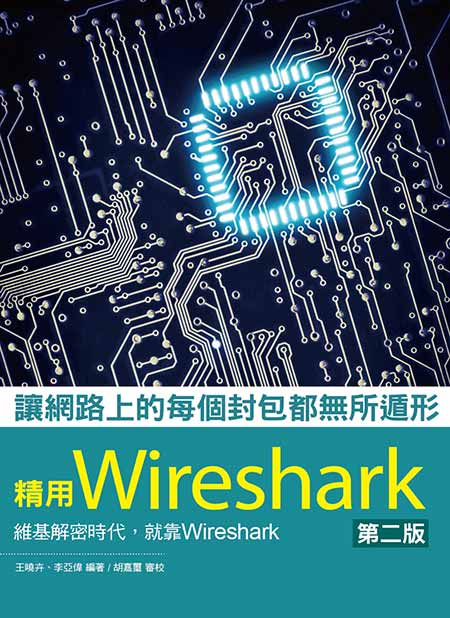 讓網路上的每個封包都無所遁形
精用Wireshark
維基解密時代，就靠Wireshark
第二版
王曉卉、李亞偉 編著 / 胡嘉璽 審校